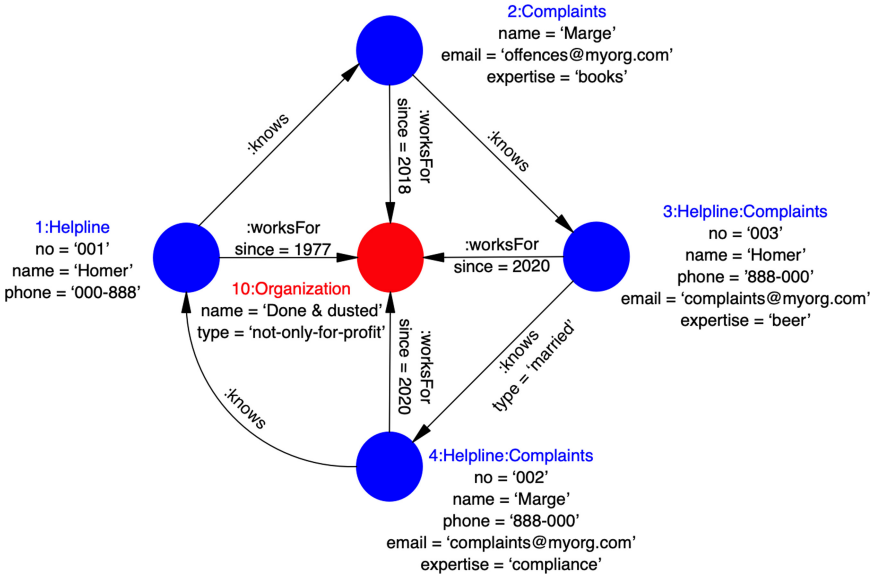 2:Complaints
name = ‘Marge’
email = ‘offences@myorg.com’
expertise = ‘books’
:knows
:worksFor
since = 2018
:knows
1:Helpline
no = ‘001’
name = ‘Homer’
phone = ‘000-888’
:worksFor
since = 1977
:worksFor
since = 2020
3:Helpline:Complaints
no = ‘003’
name = ‘Homer’
phone = ’888-000’
email = ‘complaints@myorg.com’
expertise = ‘beer’
10:Organization
name = ‘Done & dusted’
type = ‘not-only-for-profit’
:worksFor
since = 2020
:knows
type = ‘married’
:knows
4:Helpline:Complaints
no = ‘002’
name = ‘Marge’
phone = ‘888-000’
email = ‘complaints@myorg.com’
expertise = ‘compliance’